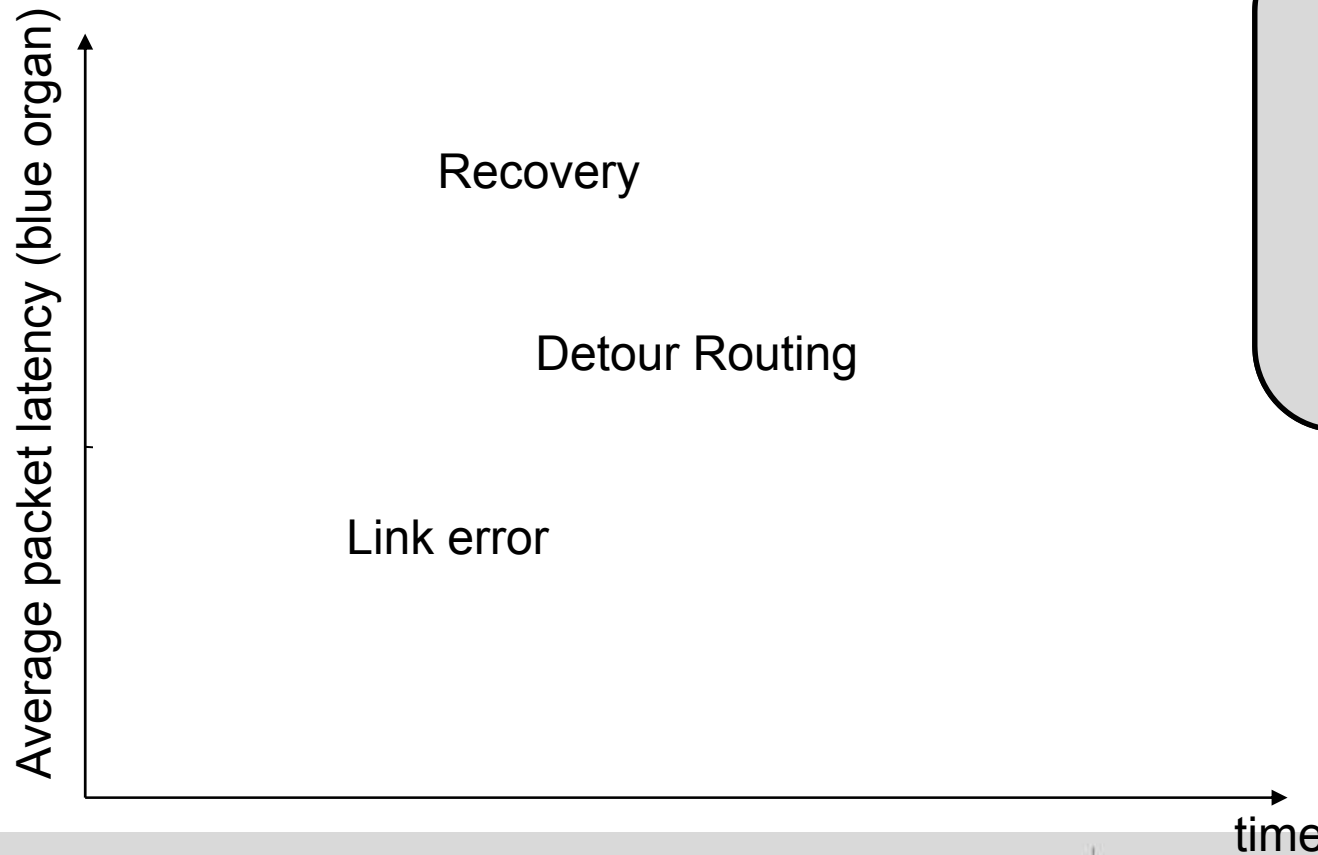 Average packet latency (blue organ)
Recovery
Detour Routing
Link error
time